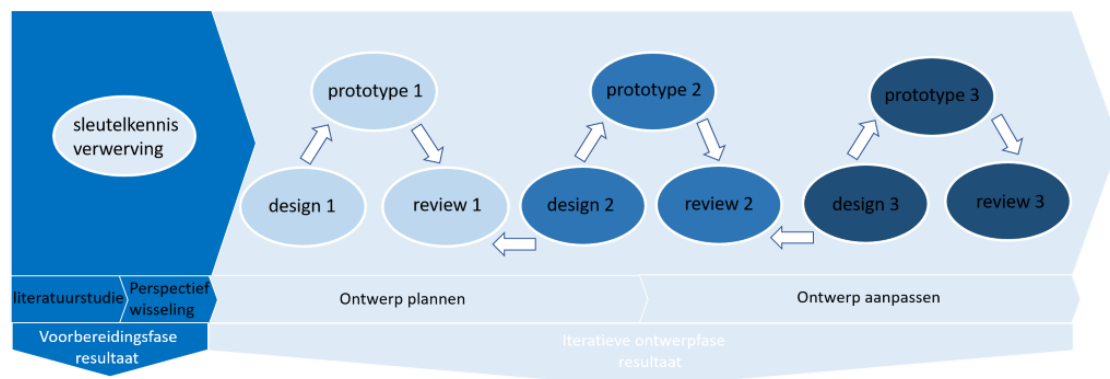 sleutelkennis
verwerving
prototype 1
design 1
review 1
prototype 2
design 2
review 2
prototype 3
design 3
review 3
literatuurstudie
Perspectief
wisseling
Ontwerp plannen
Ontwerp aanpassen
Voorbereidingsfase
resultaat
Iteratieve ontwerpfase
resultaat